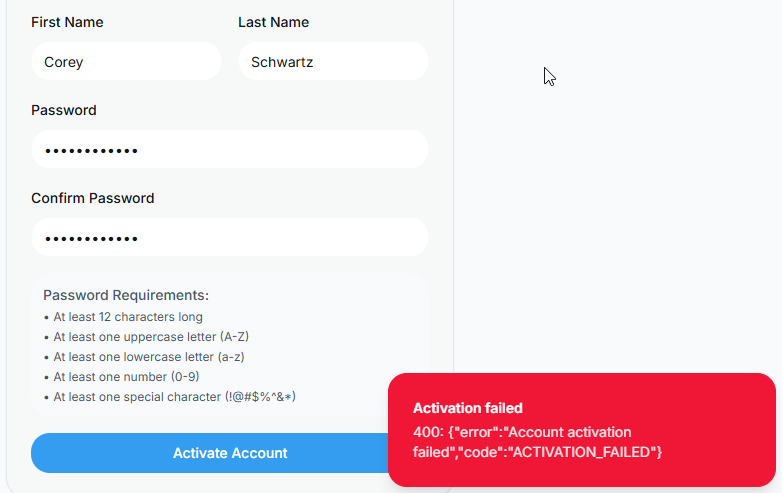 First Name Last Name
Corey Schwartz
Password
••••••••••••
Confirm Password
••••••••••••
Password Requirements:
• At least 12 characters long
• At least one uppercase letter (A-Z)
• At least one lowercase letter (a-z)
• At least one number (0-9)
• At least one special character (!@#$%^&*)
Activate Account
Activation failed
400: {"error":"Account activation
failed","code":"ACTIVATION_FAILED"}